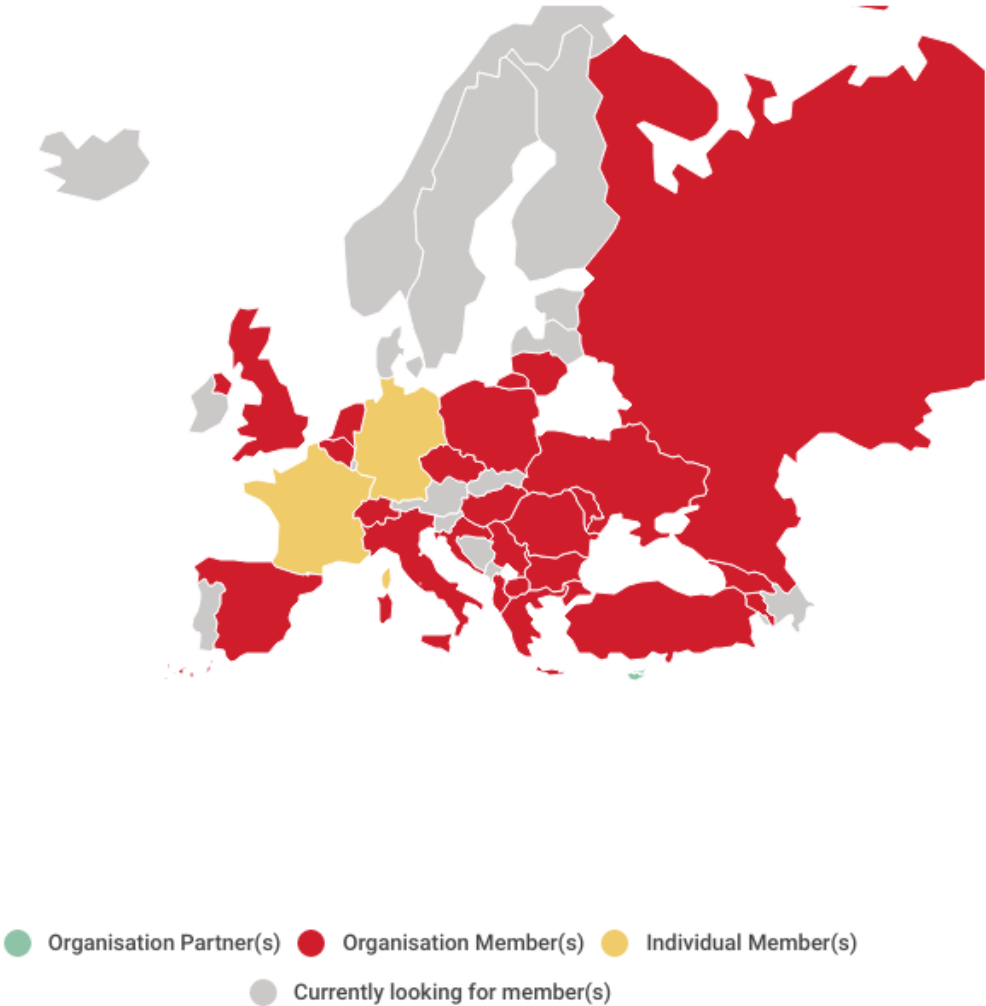 Organisation Partner(s) Organisation Member(s) Individual Member(s)
Currently looking for member(s)